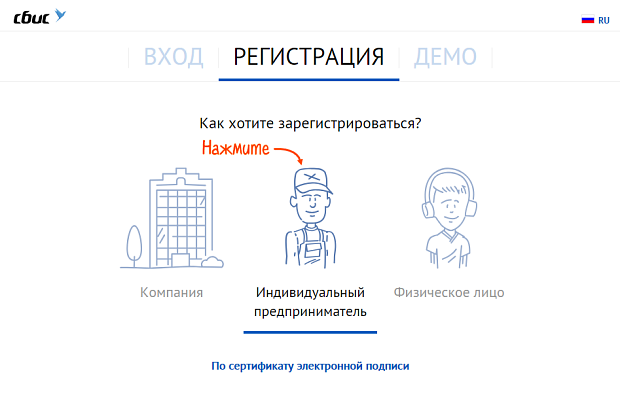 сбис
RU
ВХОД РЕГИСТРАЦИЯ ДЕМО
Как хотите зарегистрироваться?
Нажмите
Компания
Индивидуальный
предприниматель
Физическое лицо
По сертификату электронной подписи